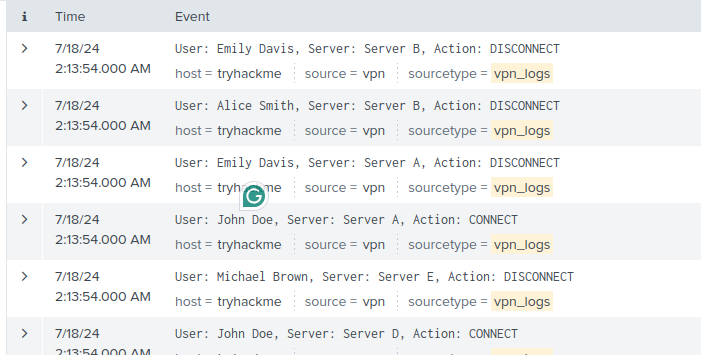 i Time Event
7/18/24 User: Emily Davis, Server: Server B, Action: DISCONNECT
2:13:54.000 AM host = tryhackme source = vpn sourcetype = vpn_logs
7/18/24 User: Alice Smith, Server: Server B, Action: DISCONNECT
2:13:54.000 AM host = tryhackme source = vpn sourcetype = vpn_logs
7/18/24 User: Emily Davis, Server: Server A, Action: DISCONNECT
2:13:54.000 AM source = vpn sourcetype = vpn_logs
7/18/24 User: John Doe, Server: Server A, Action: CONNECT
2:13:54.000 AM host = tryhackme source = vpn sourcetype = vpn_logs
7/18/24 User: Michael Brown, Server: Server E, Action: DISCONNECT
2:13:54.000 AM host = tryhackme source = vpn sourcetype = vpn_logs
7/18/24 User: John Doe, Server: Server D, Action: CONNECT
2:13:54.000 AM